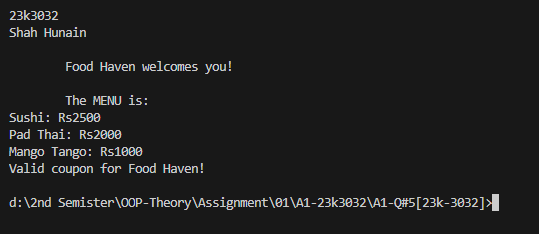 23k3032
Shah Hunain
Food Haven welcomes you!
The MENU is:
Sushi: Rs2500
Pad Thai: Rs2000
Mango Tango: Rs1000
Valid coupon for Food Haven!
d:\2nd Semister\OOP-Theory\Assignment\01\A1-23k3032\A1-Q#5[23k-3032]>